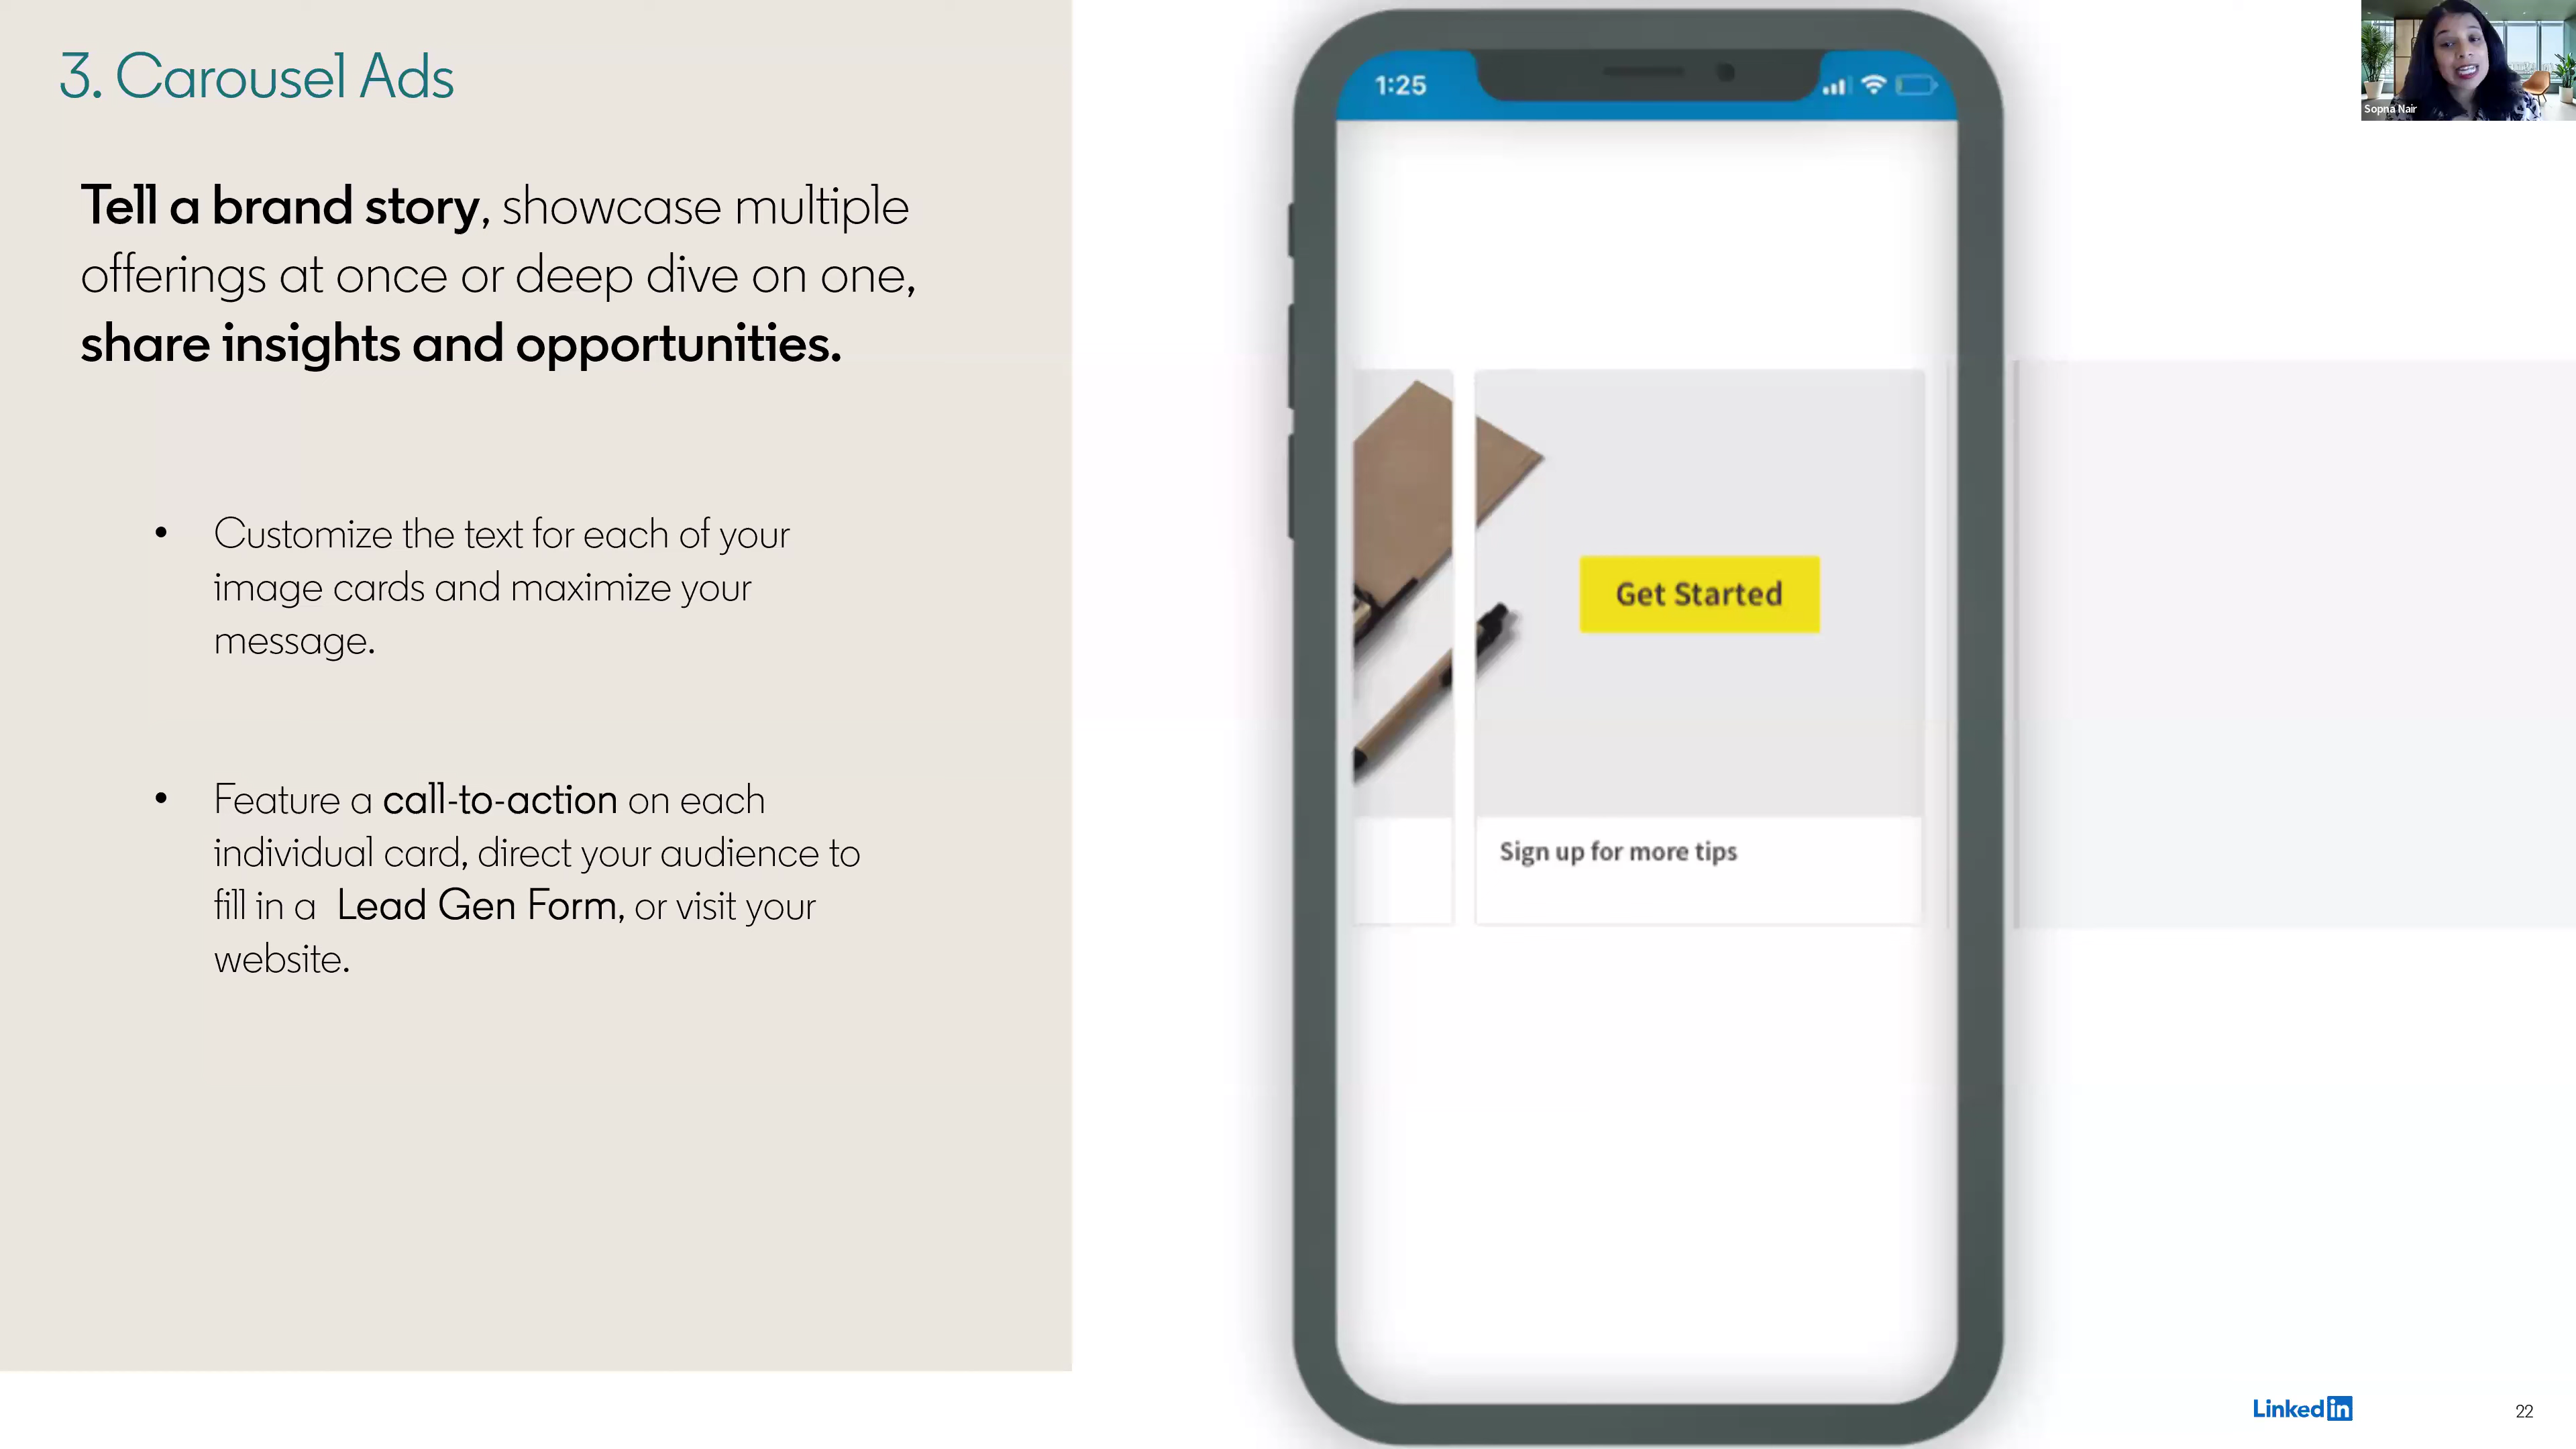 3. Carousel Ads
Tell a brand story, showcase multiple
offerings at once or deep dive on one,
share insights and opportunities.
• Customize the text for each of your
image cards and maximize your
message.
• Feature a call-to-action on each
individual card, direct your audience to
fill in a Lead Gen Form, or visit your
website.
1:25
Get Started
Sign up for more tips
Sopna Nair
LinkedIn
22